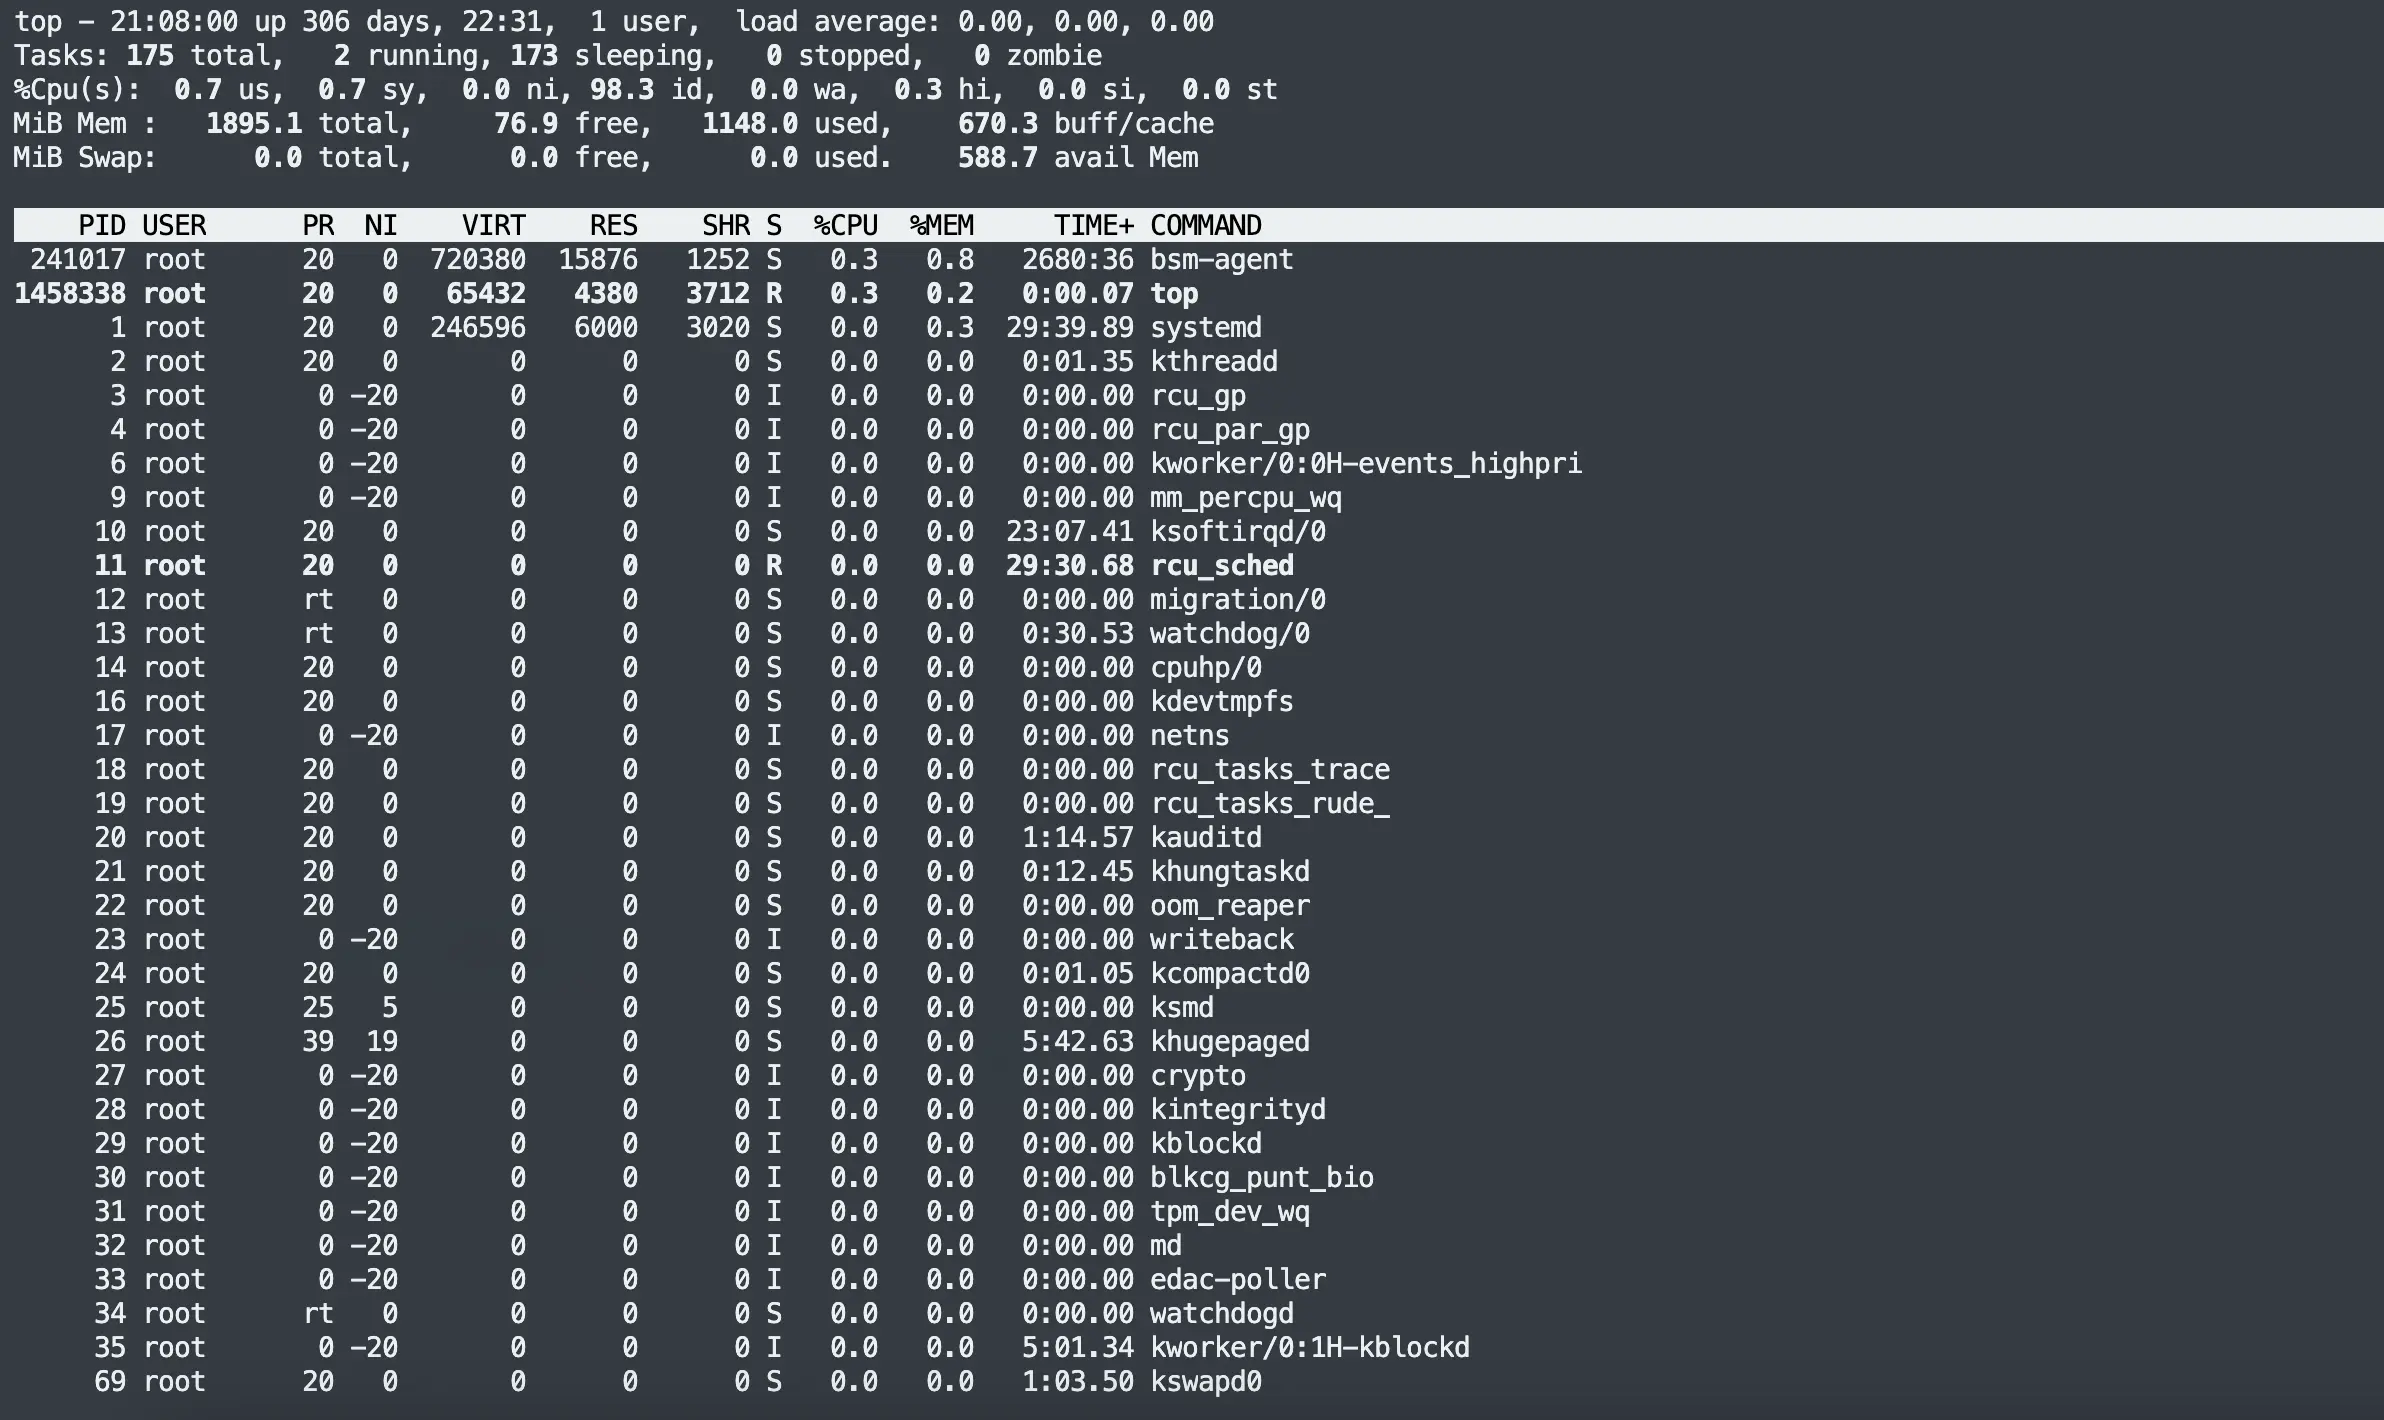 top - 21:08:00 up 306 days, 22:31,  1 user,  load average: 0.00, 0.00, 0.00
Tasks: 175 total,   2 running, 173 sleeping,   0 stopped,   0 zombie
%Cpu(s):  0.7 us,  0.7 sy,  0.0 ni, 98.3 id,  0.0 wa,  0.3 hi,  0.0 si,  0.0 st
MiB Mem :   1895.1 total,     76.9 free,   1148.0 used,    670.3 buff/cache
MiB Swap:      0.0 total,      0.0 free,      0.0 used.    588.7 avail Mem
PID USER      PR  NI    VIRT    RES    SHR S  %CPU  %MEM     TIME+ COMMAND
241017 root      20   0  720380  15876   1252 S   0.3   0.8   2680:36 bsm-agent
1458338 root      20   0   65432   4380   3712 R   0.3   0.2   0:00.07 top
1 root      20   0  246596   6000   3020 S   0.0   0.3  29:39.89 systemd
2 root      20   0       0      0      0 S   0.0   0.0   0:01.35 kthreadd
3 root       0 -20       0      0      0 I   0.0   0.0   0:00.00 rcu_gp
4 root       0 -20       0      0      0 I   0.0   0.0   0:00.00 rcu_par_gp
6 root       0 -20       0      0      0 I   0.0   0.0   0:00.00 kworker/0:0H-events_highpri
9 root       0 -20       0      0      0 I   0.0   0.0   0:00.00 mm_percpu_wq
10 root      20   0       0      0      0 S   0.0   0.0  23:07.41 ksoftirqd/0
11 root      20   0       0      0      0 R   0.0   0.0  29:30.68 rcu_sched
12 root      rt   0       0      0      0 S   0.0   0.0   0:00.00 migration/0
13 root      rt   0       0      0      0 S   0.0   0.0   0:30.53 watchdog/0
14 root      20   0       0      0      0 S   0.0   0.0   0:00.00 cpuhp/0
16 root      20   0       0      0      0 S   0.0   0.0   0:00.00 kdevtmpfs
17 root       0 -20       0      0      0 I   0.0   0.0   0:00.00 netns
18 root      20   0       0      0      0 S   0.0   0.0   0:00.00 rcu_tasks_trace
19 root      20   0       0      0      0 S   0.0   0.0   0:00.00 rcu_tasks_rude_
20 root      20   0       0      0      0 S   0.0   0.0   1:14.57 kauditd
21 root      20   0       0      0      0 S   0.0   0.0   0:12.45 khungtaskd
22 root      20   0       0      0      0 S   0.0   0.0   0:00.00 oom_reaper
23 root       0 -20       0      0      0 I   0.0   0.0   0:00.00 writeback
24 root      20   0       0      0      0 S   0.0   0.0   0:01.05 kcompactd0
25 root      25   5       0      0      0 S   0.0   0.0   0:00.00 ksmd
26 root      39  19       0      0      0 S   0.0   0.0   5:42.63 khugepaged
27 root       0 -20       0      0      0 I   0.0   0.0   0:00.00 crypto
28 root       0 -20       0      0      0 I   0.0   0.0   0:00.00 kintegrityd
29 root       0 -20       0      0      0 I   0.0   0.0   0:00.00 kblockd
30 root       0 -20       0      0      0 I   0.0   0.0   0:00.00 blkcg_punt_bio
31 root       0 -20       0      0      0 I   0.0   0.0   0:00.00 tpm_dev_wq
32 root       0 -20       0      0      0 I   0.0   0.0   0:00.00 md
33 root       0 -20       0      0      0 I   0.0   0.0   0:00.00 edac-poller
34 root      rt   0       0      0      0 S   0.0   0.0   0:00.00 watchdogd
35 root       0 -20       0      0      0 I   0.0   0.0   5:01.34 kworker/0:1H-kblockd
69 root      20   0       0      0      0 S   0.0   0.0   1:03.50 kswapd0